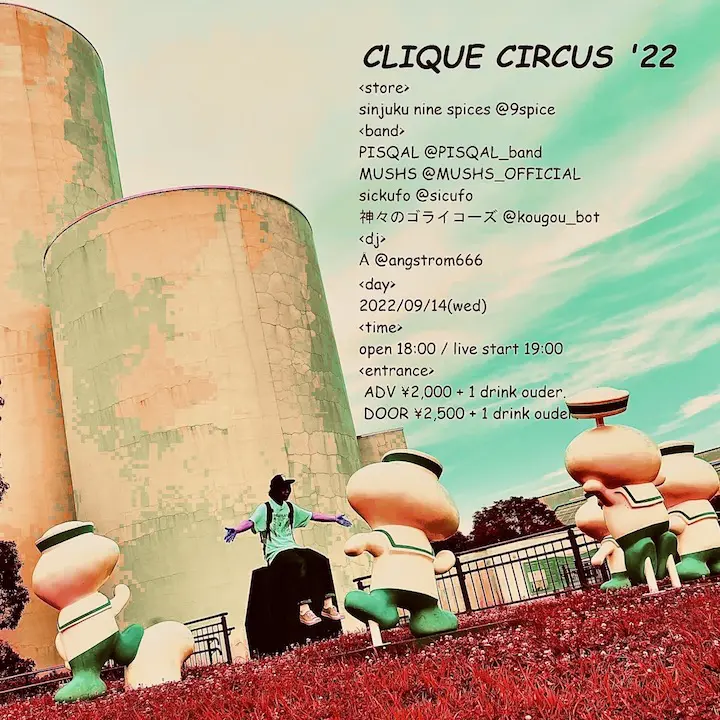 CLIQUE CIRCUS '22
<store>
sinjuku nine spices @9spice
<band>
PISQAL @PISQAL_band
MUSHS @MUSHS_OFFICIAL
sickufo @sicufo
神々のゴライコーズ @kougou_bot
<dj>
A @angstrom666
<day>
2022/09/14(wed)
<time>
open 18:00 / live start 19:00
<entrance>
ADV ¥2,000 + 1 drink ouder.
DOOR ¥2,500 + 1 drink ouder